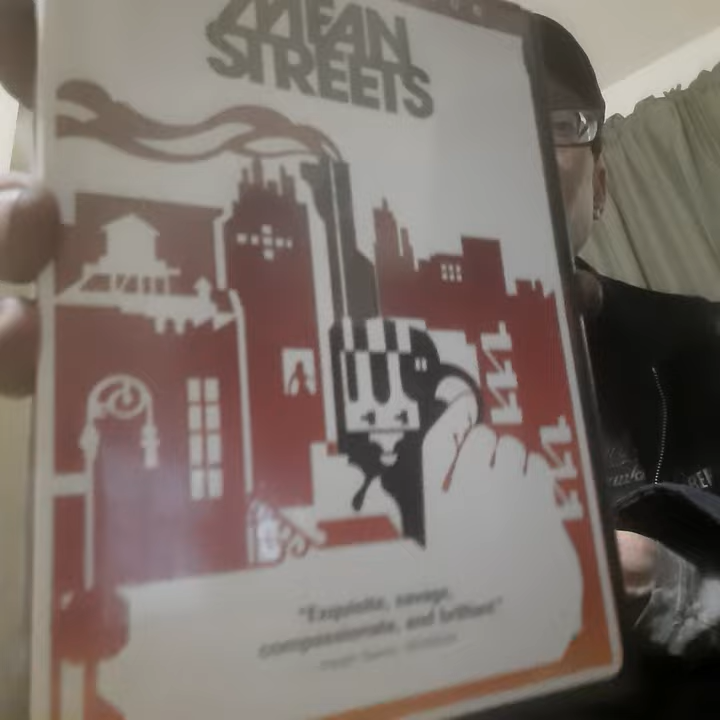 MEAN
STREETS
"Exquisite, savage,
compassionate, and brilliant"